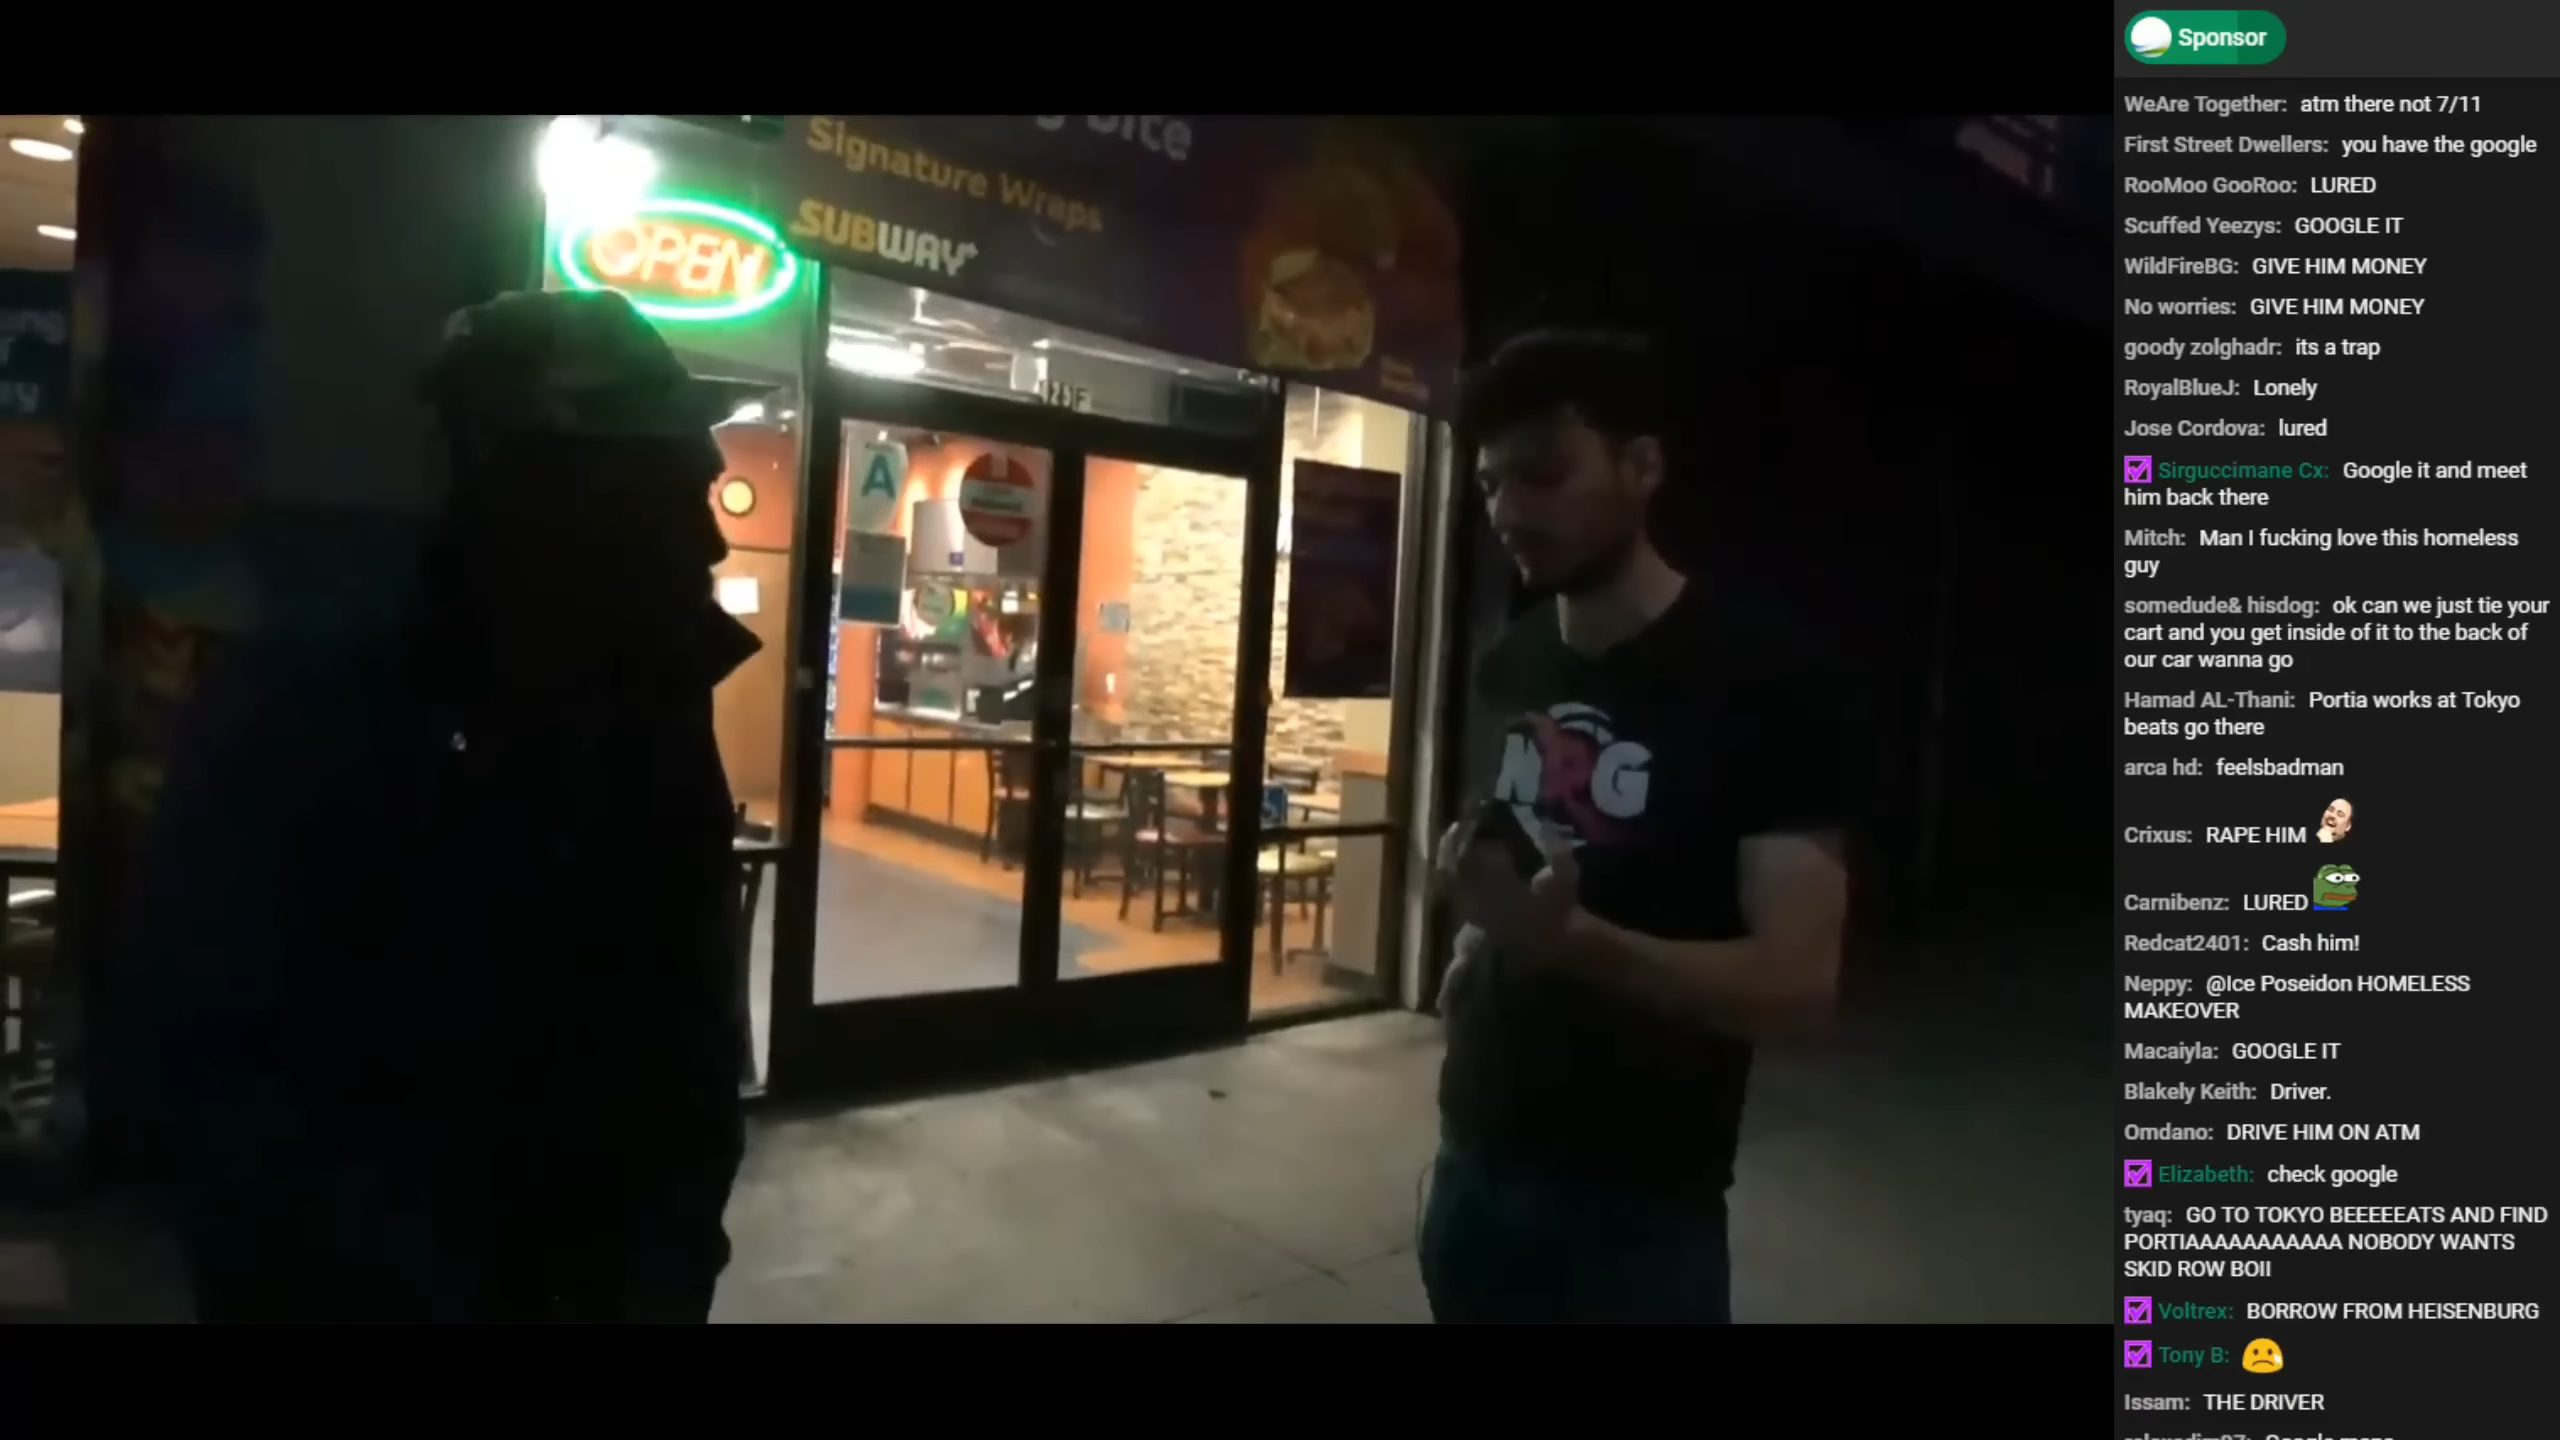 Signature Wraps
SUBWAY
OPEN
A
NRG
Sponsor
WeAre Together: atm there not 7/11
First Street Dwellers: you have the google
RooMoo GooRoo: LURED
Scuffed Yeezys: GOOGLE IT
WildFireBG: GIVE HIM MONEY
No worries: GIVE HIM MONEY
goody zolghadr: its a trap
RoyalBlueJ: Lonely
Jose Cordova: lured
Sirguccimane Cx: Google it and meet
him back there
Mitch: Man I fucking love this homeless
guy
somedude& hisdog: ok can we just tie your
cart and you get inside of it to the back of
our car wanna go
Hamad AL-Thani: Portia works at Tokyo
beats go there
arca hd: feelsbadman
Crixus: RAPE HIM
Carnibenz: LURED
Redcat2401: Cash him!
Neppy: @Ice Poseidon HOMELESS
MAKEOVER
Macaiyla: GOOGLE IT
Blakely Keith: Driver.
Omdano: DRIVE HIM ON ATM
Elizabeth: check google
tyaq: GO TO TOKYO BEEEEEATS AND FIND
PORTIAAAAAAAAAAA NOBODY WANTS
SKID ROW BOII
Voltrex: BORROW FROM HEISENBURG
Tony B:
Issam: THE DRIVER